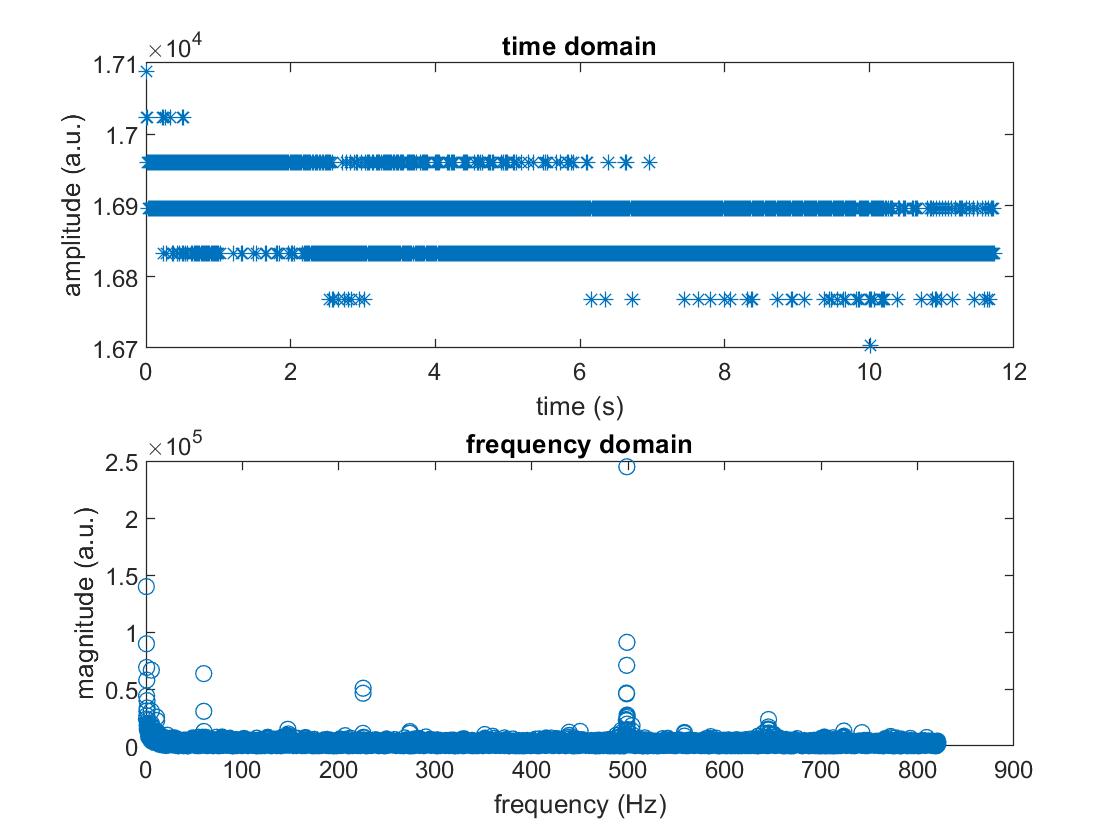 ×10^4
time domain
1.71
1.7
1.69
1.68
1.67
amplitude (a.u.)
0 2 4 6 8 10 12
time (s)
×10^5
frequency domain
2.5
2
1.5
1
0.5
0
magnitude (a.u.)
0 100 200 300 400 500 600 700 800 900
frequency (Hz)